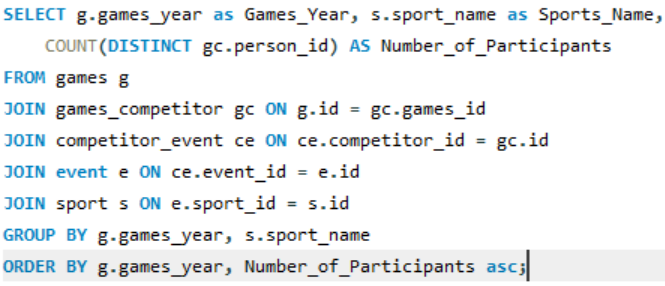 SELECT g.games_year as Games_Year, s.sport_name as Sports_Name,
COUNT(DISTINCT gc.person_id) AS Number_of_Participants
FROM games g
JOIN games_competitor gc ON g.id = gc.games_id
JOIN competitor_event ce ON ce.competitor_id = gc.id
JOIN event e ON ce.event_id = e.id
JOIN sport s ON e.sport_id = s.id
GROUP BY g.games_year, s.sport_name
ORDER BY g.games_year, Number_of_Participants asc;